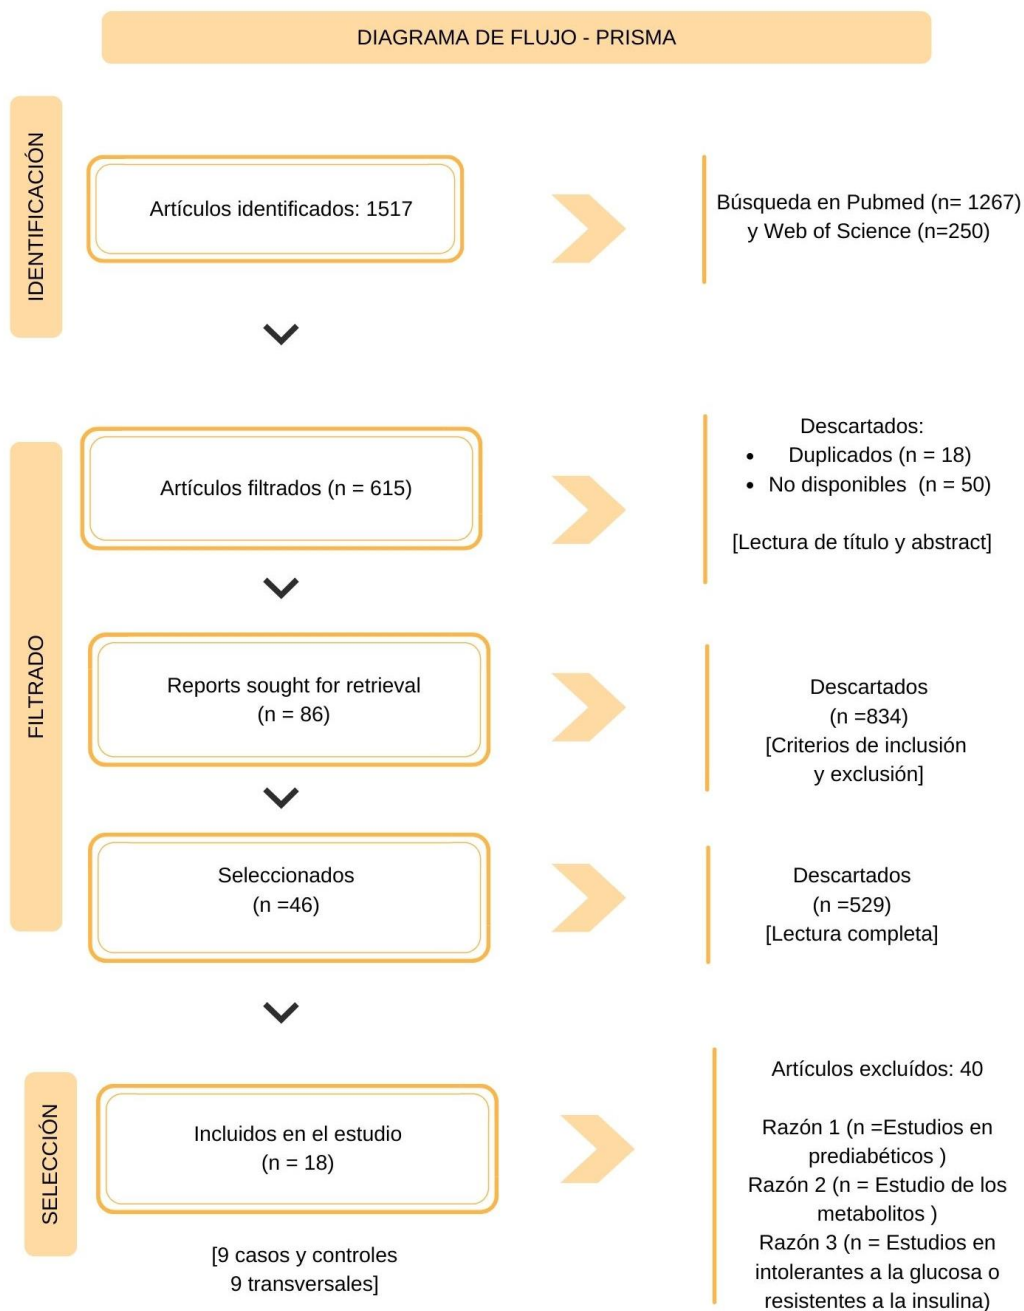 DIAGRAMA DE FLUJO - PRISMA
IDENTIFICACIÓN
Artículos identificados: 1517
Búsqueda en Pubmed (n= 1267)
y Web of Science (n=250)
FILTRADO
Artículos filtrados (n = 615)
Descartados:
• Duplicados (n = 18)
• No disponibles (n = 50)
[Lectura de título y abstract]
Reports sought for retrieval
(n = 86)
Descartados
(n =834)
[Criterios de inclusión
y exclusión]
Seleccionados
(n =46)
Descartados
(n =529)
[Lectura completa]
SELECCIÓN
Incluidos en el estudio
(n = 18)
[9 casos y controles
9 transversales]
Artículos excluídos: 40
Razón 1 (n =Estudios en
prediabéticos )
Razón 2 (n = Estudio de los
metabolitos )
Razón 3 (n = Estudios en
intolerantes a la glucosa o
resistentes a la insulina)